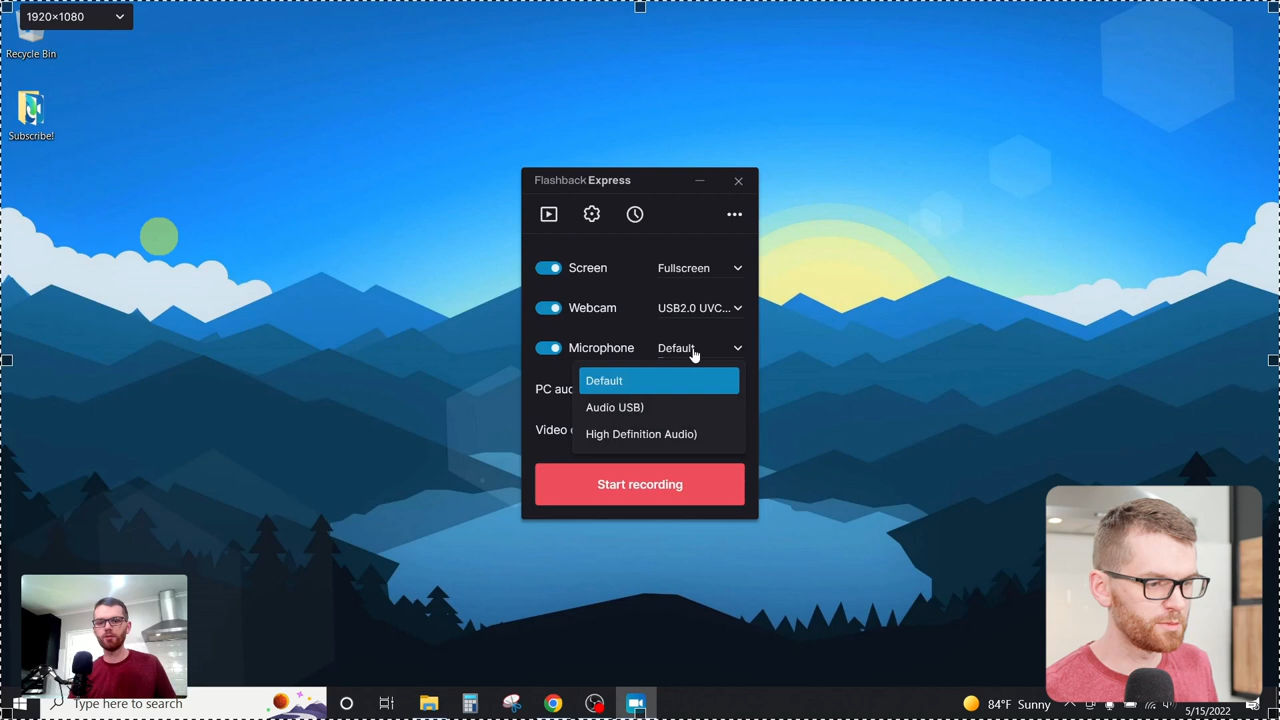 1920×1080
Recycle Bin
Subscribe!
Flashback Express
Screen
Fullscreen
Webcam
USB2.0 UVC...
Microphone
Default
Default
Audio USB)
High Definition Audio)
PC aud
Video
Start recording
Type here to search
84°F Sunny
5/15/2022